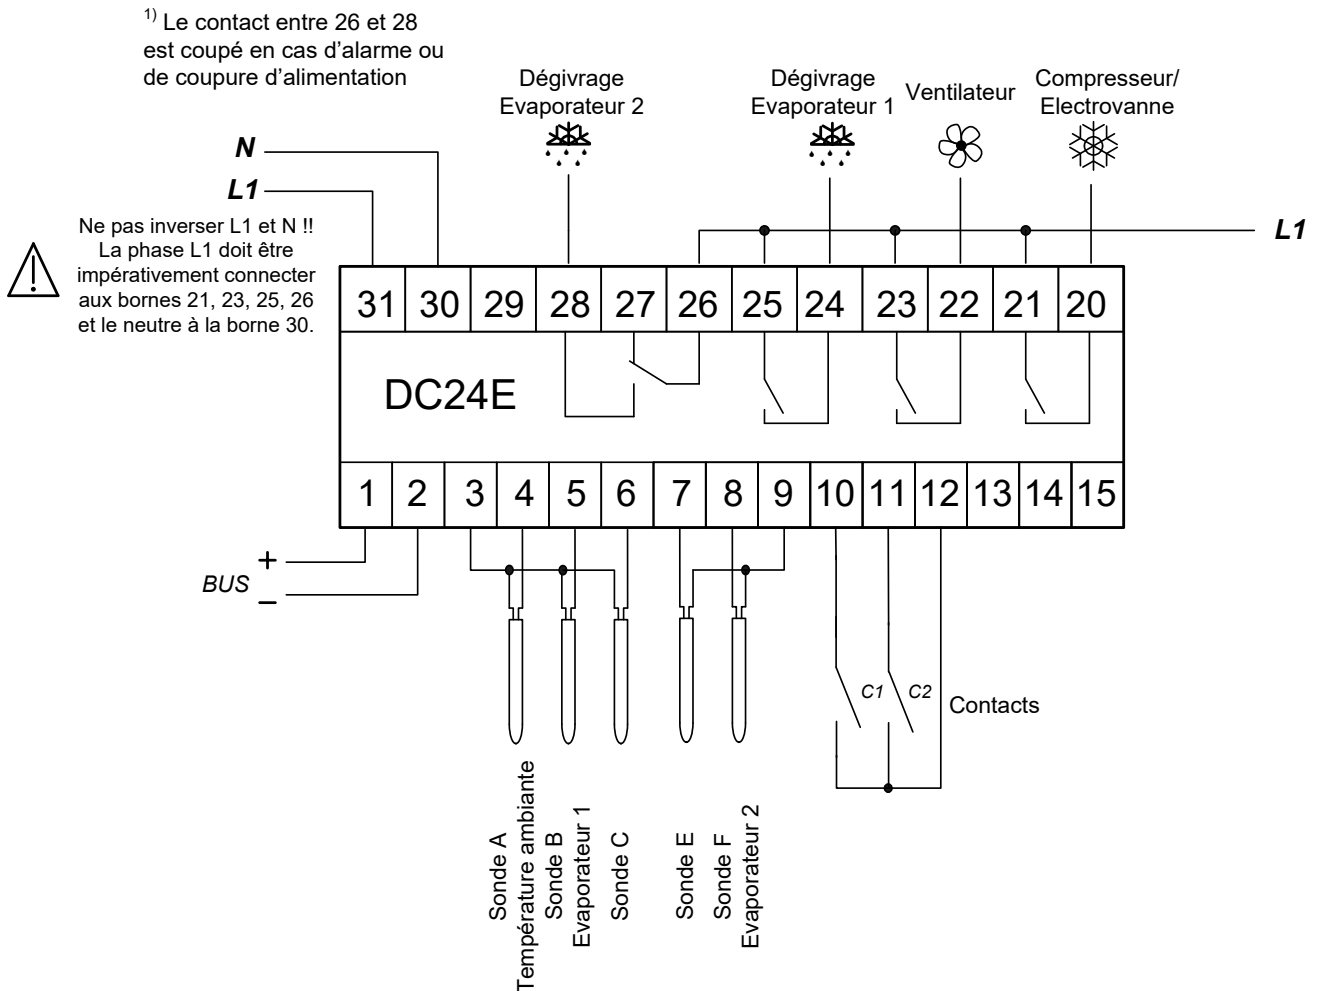 1) Le contact entre 26 et 28
est coupé en cas d'alarme ou
de coupure d'alimentation
Dégivrage
Evaporateur 2
Dégivrage
Evaporateur 1
Ventilateur
Compresseur/
Electrovanne
N
L1
L1
Ne pas inverser L1 et N !!
La phase L1 doit être
impérativement connecter
aux bornes 21, 23, 25, 26
et le neutre à la borne 30.
31 30 29 28 27 26 25 24 23 22 21 20
DC24E
1 2 3 4 5 6 7 8 9 10 11 12 13 14 15
+
BUS
–
C1 C2 Contacts
Sonde A
Température ambiante
Sonde B
Evaporateur 1
Sonde C
Sonde E
Sonde F
Evaporateur 2